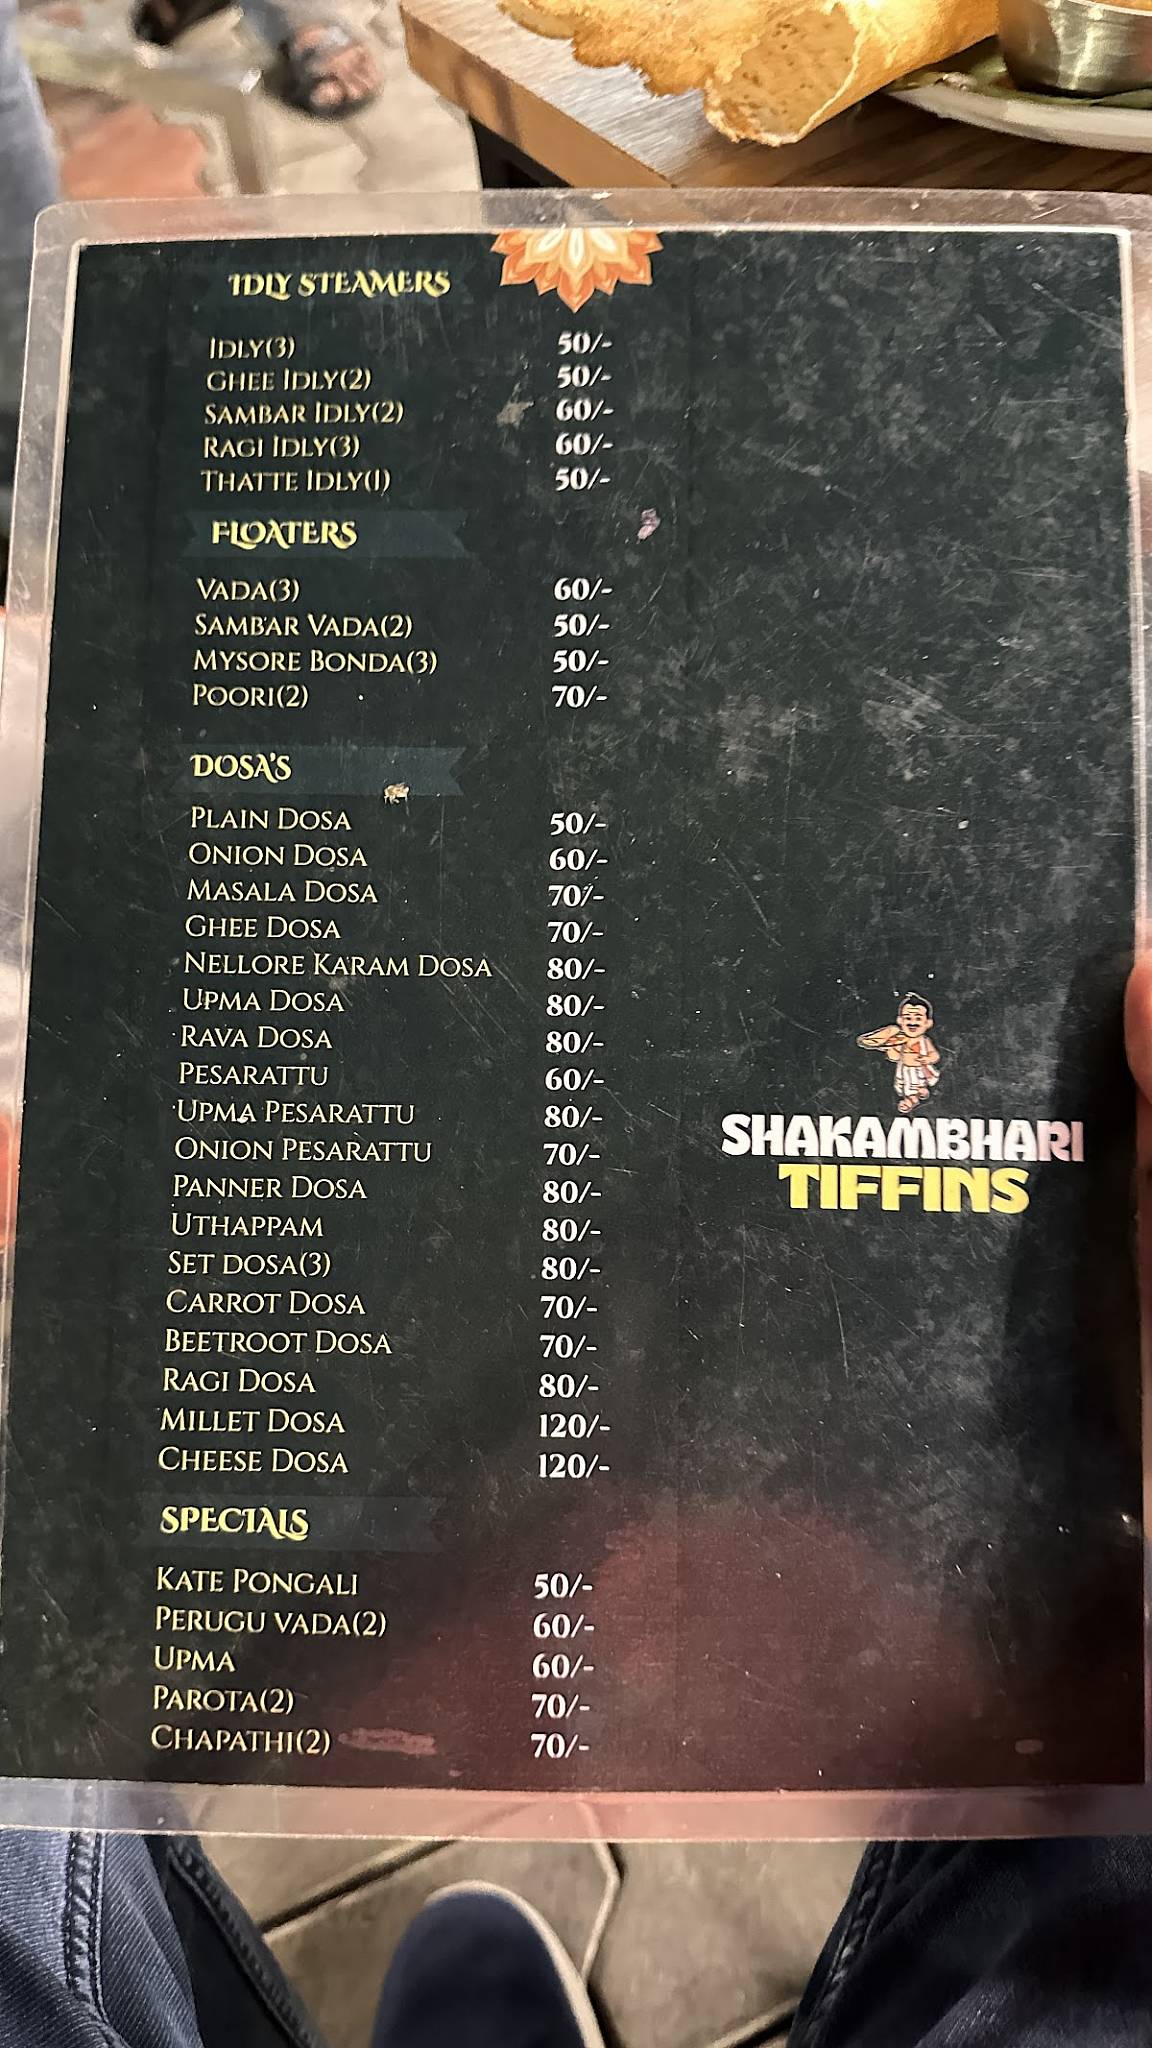 IDLY STEAMERS
IDLY(3) 50/-
GHEE IDLY(2) 50/-
SAMBAR IDLY(2) 60/-
RAGI IDLY(3) 60/-
THATTE IDLY(1) 50/-
FLOATERS
VADA(3) 60/-
SAMBAR VADA(2) 50/-
MYSORE BONDA(3) 50/-
POORI(2) 70/-
DOSA'S
PLAIN DOSA 50/-
ONION DOSA 60/-
MASALA DOSA 70/-
GHEE DOSA 70/-
NELLORE KARAM DOSA 80/-
UPMA DOSA 80/-
RAVA DOSA 80/-
PESARATTU 60/-
UPMA PESARATTU 80/-
ONION PESARATTU 70/-
PANNER DOSA 80/-
UTHAPPAM 80/-
SET DOSA(3) 80/-
CARROT DOSA 70/-
BEETROOT DOSA 70/-
RAGI DOSA 80/-
MILLET DOSA 120/-
CHEESE DOSA 120/-
SPECIALS
KATE PONGALI 50/-
PERUGU VADA(2) 60/-
UPMA 60/-
PAROTA(2) 70/-
CHAPATHI(2) 70/-
SHAKAMBHARI
TIFFINS